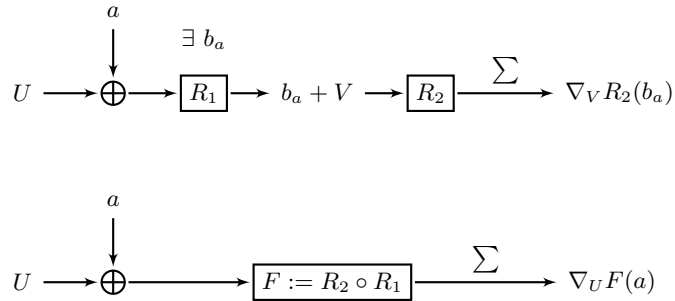 a
∃ b_a
U ⊕ R_1 b_a + V R_2 ∑ ∇_V R_2(b_a)
a
U ⊕ F := R_2 ∘ R_1 ∑ ∇_U F(a)